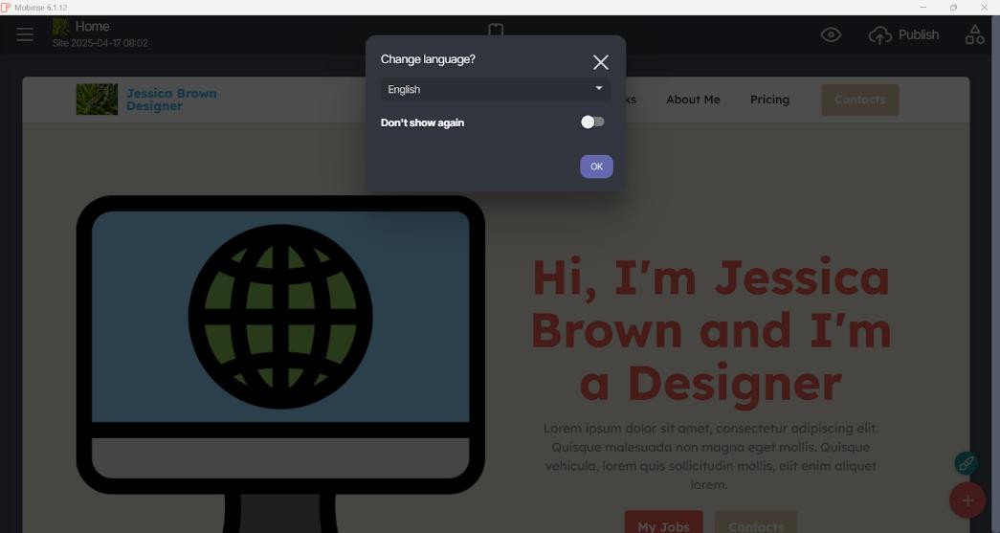 Mobirise 6.1.12
Home
Site 2025-04-17 08:02
Publish
Change language?
English
Don't show again
OK
Jessica Brown
Designer
About Me
Pricing
Contacts
Hi, I'm Jessica
Brown and I'm
a Designer
Lorem ipsum dolor sit amet, consectetur adipiscing elit.
Quisque malesuada non magna eget mollis. Quisque
vehicula, lorem quis sollicitudin mollis, elit enim aliquet
lorem.
My Jobs
Contacts